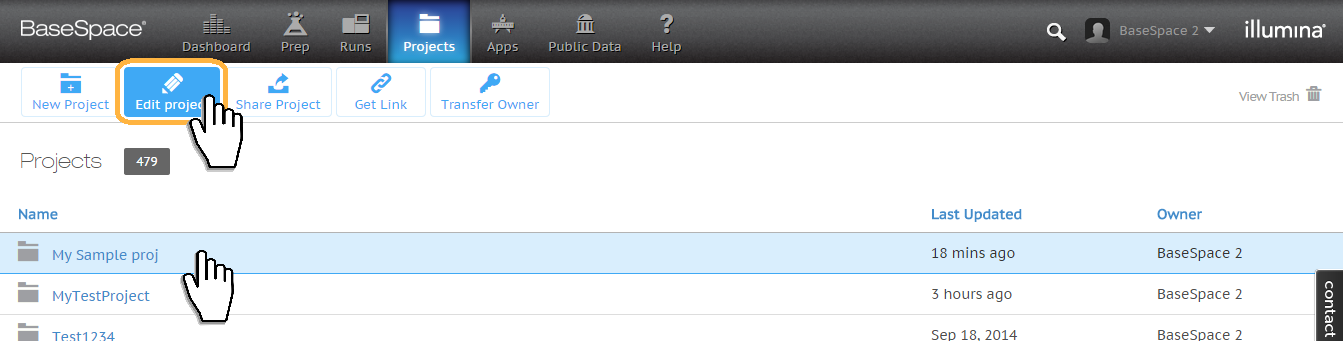 BaseSpace®
Dashboard Prep Runs Projects Apps Public Data Help
BaseSpace 2
illumina®
New Project Edit project Share Project Get Link Transfer Owner
View Trash
Projects 479
Name Last Updated Owner
My Sample proj 18 mins ago BaseSpace 2
MyTestProject 3 hours ago BaseSpace 2
Test1234 Sep 18, 2014 BaseSpace 2
contact